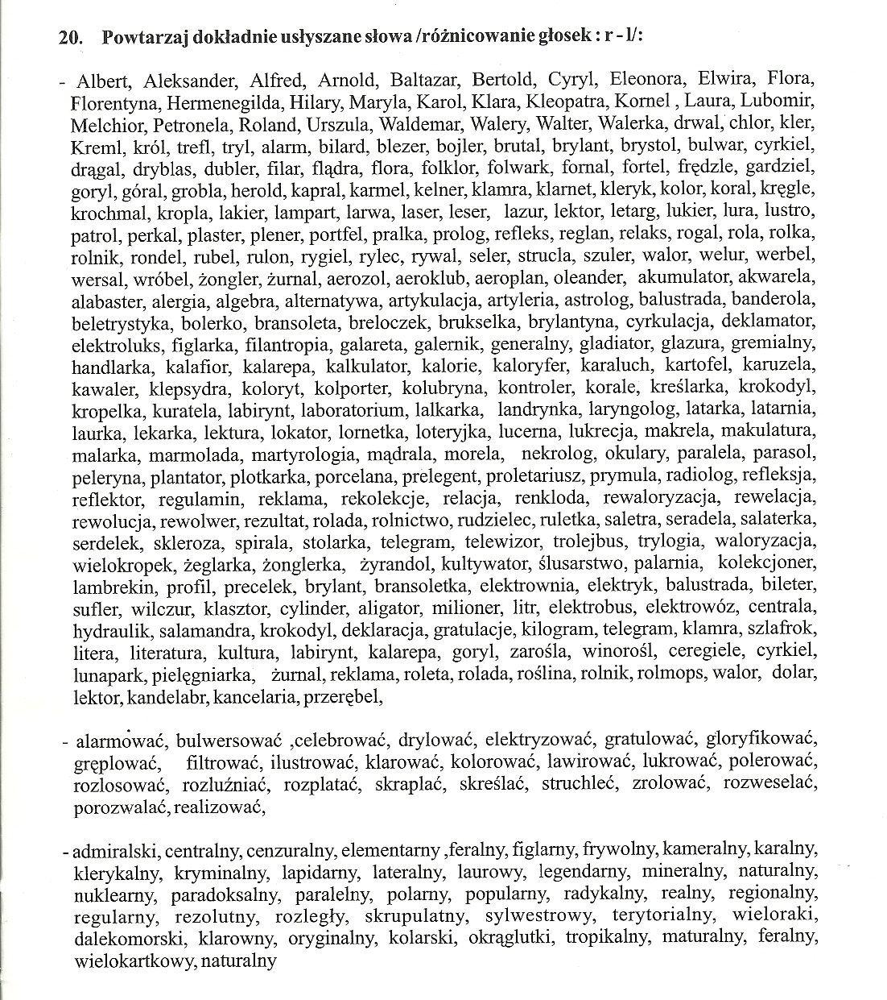 20. Powtarzaj dokładnie usłyszane słowa /różnicowanie głosek : r - l/:
- Albert, Aleksander, Alfred, Arnold, Baltazar, Bertold, Cyryl, Eleonora, Elwira, Flora,
Florentyna, Hermenegilda, Hilary, Maryla, Karol, Klara, Kleopatra, Kornel , Laura, Lubomir,
Melchior, Petronela, Roland, Urszula, Waldemar, Walery, Walter, Walerka, drwal, chlor, kler,
Kreml, król, trefl, tryl, alarm, bilard, blezer, bojler, brutal, brylant, brystol, bulwar, cyrkiel,
drągal, dryblas, dubler, filar, flądra, flora, folklor, folwark, fornal, fortel, frędzle, gardziel,
goryl, góral, grobla, herold, kapral, karmel, kelner, klamra, klarnet, kleryk, kolor, koral, kręgle,
krochmal, kropla, lakier, lampart, larwa, laser, leser, lazur, lektor, letarg, lukier, lura, lustro,
patrol, perkal, plaster, plener, portfel, pralka, prolog, refleks, reglan, relaks, rogal, rola, rolka,
rolnik, rondel, rubel, rulon, rygiel, rylec, rywal, seler, strucla, szuler, walor, welur, werbel,
wersal, wróbel, żongler, żurnal, aerozol, aeroklub, aeroplan, oleander, akumulator, akwarela,
alabaster, alergia, algebra, alternatywa, artykulacja, artyleria, astrolog, balustrada, banderola,
beletrystyka, bolerko, bransoleta, breloczek, brukselka, brylantyna, cyrkulacja, deklamator,
elektroluks, figlarka, filantropia, galareta, galernik, generalny, gladiator, glazura, gremialny,
handlarka, kalafior, kalarepa, kalkulator, kalorie, kaloryfer, karaluch, kartofel, karuzela,
kawaler, klepsydra, koloryt, kolporter, kolubryna, kontroler, korale, kreślarka, krokodyl,
kropelka, kuratela, labirynt, laboratorium, lalkarka, landrynka, laryngolog, latarka, latarnia,
laurka, lekarka, lektura, lokator, lornetka, loteryjka, lucerna, lukrecja, makrela, makulatura,
malarka, marmolada, martyrologia, mądrala, morela, nekrolog, okulary, paralela, parasol,
peleryna, plantator, plotkarka, porcelana, prelegent, proletariusz, prymula, radiolog, refleksja,
reflektor, regulamin, reklama, rekolekcje, relacja, renkloda, rewaloryzacja, rewelacja,
rewolucja, rewolwer, rezultat, rolada, rolnictwo, rudzielec, ruletka, saletra, seradela, salaterka,
serdelek, skleroza, spirala, stolarka, telegram, telewizor, trolejbus, trylogia, waloryzacja,
wielokropek, żeglarka, żonglerka, żyrandol, kultywator, ślusarstwo, palarnia, kolekcjoner,
lambrekin, profil, precelek, brylant, bransoletka, elektrownia, elektryk, balustrada, bileter,
sufler, wilczur, klasztor, cylinder, aligator, milioner, litr, elektrobus, elektrowóz, centrala,
hydraulik, salamandra, krokodyl, deklaracja, gratulacje, kilogram, telegram, klamra, szlafrok,
litera, literatura, kultura, labirynt, kalarepa, goryl, zarośla, winorośl, ceregiele, cyrkiel,
lunapark, pielęgniarka, żurnal, reklama, roleta, rolada, roślina, rolnik, rolmops, walor, dolar,
lektor, kandelabr, kancelaria, przerębel,
- alarmować, bulwersować ,celebrować, drylować, elektryzować, gratulować, gloryfikować,
gręplować, filtrować, ilustrować, klarować, kolorować, lawirować, lukrować, polerować,
rozlosować, rozluźniać, rozplatać, skraplać, skreślać, struchleć, zrolować, rozweselać,
porozwalać, realizować,
- admiralski, centralny, cenzuralny, elementarny ,feralny, figlarny, frywolny, kameralny, karalny,
klerykalny, kryminalny, lapidarny, lateralny, laurowy, legendarny, mineralny, naturalny,
nuklearny, paradoksalny, paralelny, polarny, popularny, radykalny, realny, regionalny,
regularny, rezolutny, rozległy, skrupulatny, sylwestrowy, terytorialny, wieloraki,
dalekomorski, klarowny, oryginalny, kolarski, okrąglutki, tropikalny, maturalny, feralny,
wielokartkowy, naturalny